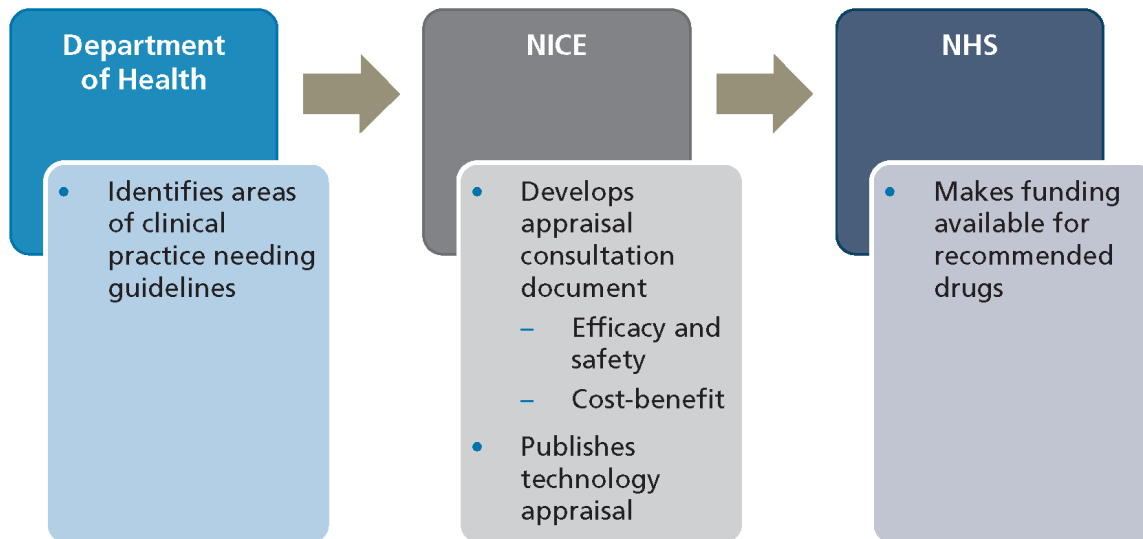 Department
of Health
• Identifies areas
of clinical
practice needing
guidelines
NICE
• Develops
appraisal
consultation
document
– Efficacy and
safety
– Cost-benefit
• Publishes
technology
appraisal
NHS
• Makes funding
available for
recommended
drugs